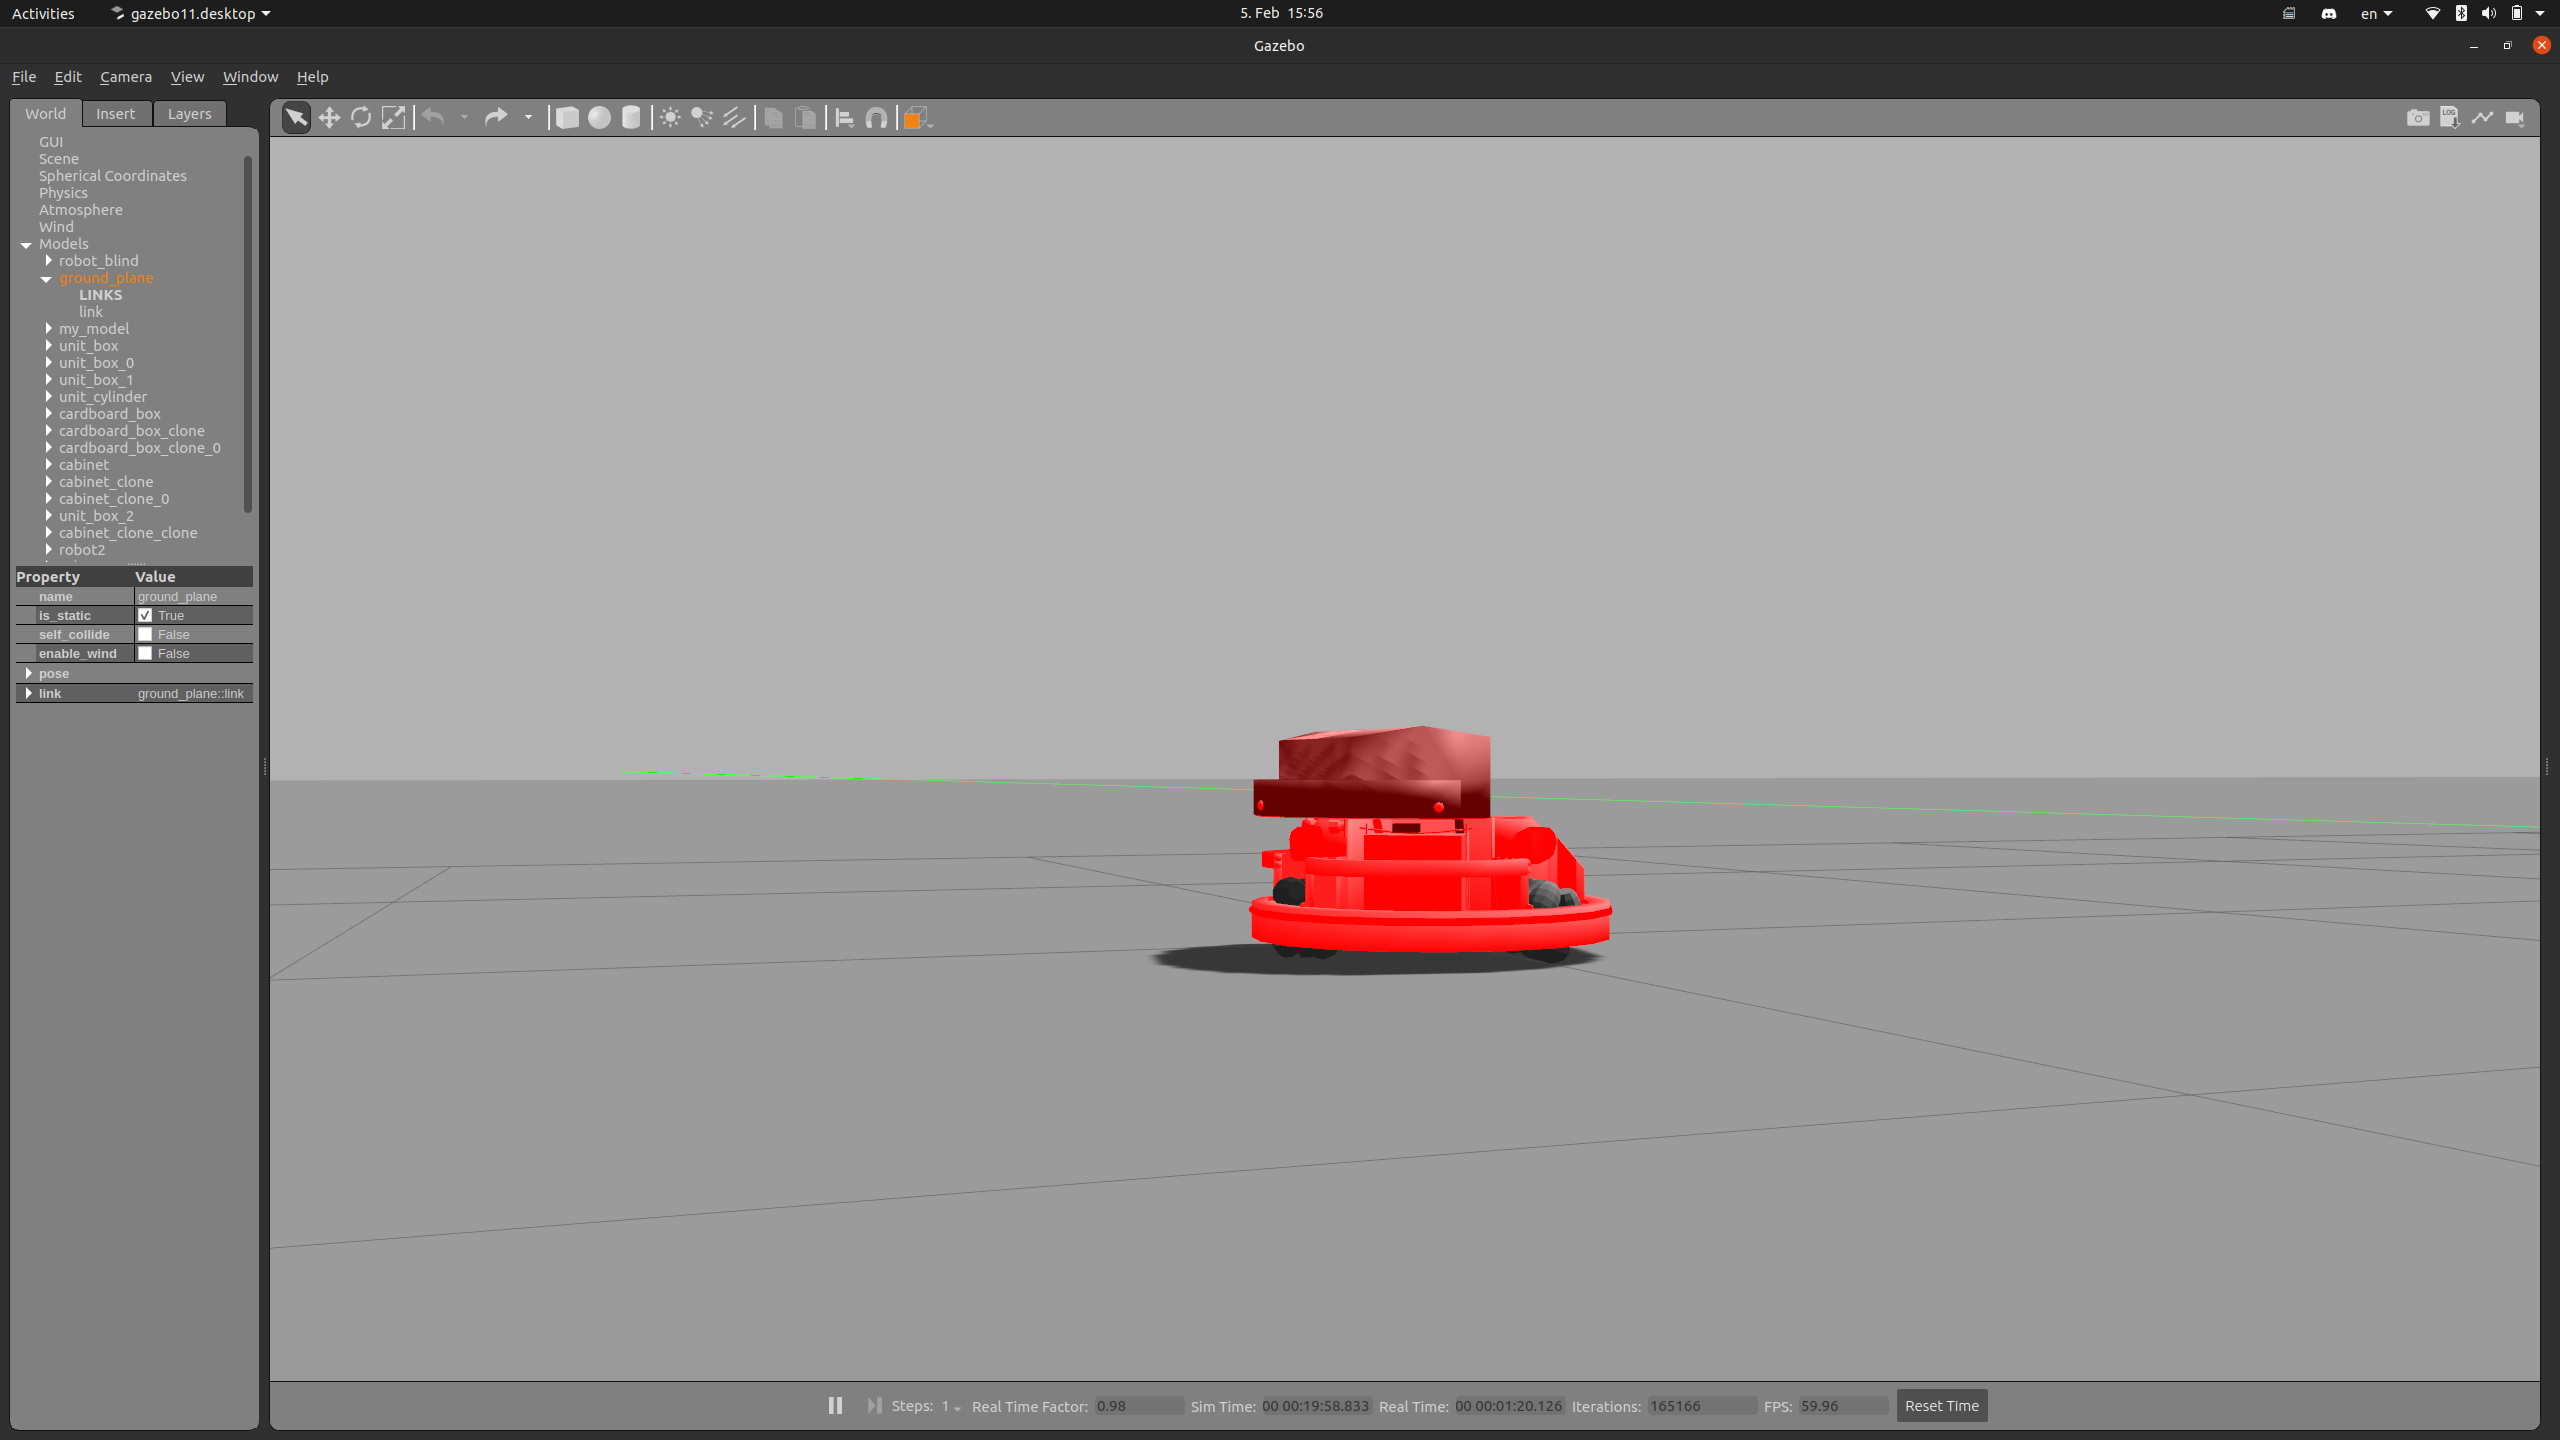 Activities gazebo11.desktop 5. Feb 15:56 en
Gazebo
File Edit Camera View Window Help
World Insert Layers
LOG
GUI
Scene
Spherical Coordinates
Physics
Atmosphere
Wind
Models
robot_blind
ground_plane
LINKS
link
my_model
unit_box
unit_box_0
unit_box_1
unit_cylinder
cardboard_box
cardboard_box_clone
cardboard_box_clone_0
cabinet
cabinet_clone
cabinet_clone_0
unit_box_2
cabinet_clone_clone
robot2
Property Value
name ground_plane
is_static True
self_collide False
enable_wind False
pose
link ground_plane::link
Steps: 1 Real Time Factor: 0.98 Sim Time: 00 00:19:58.833 Real Time: 00 00:01:20.126 Iterations: 165166 FPS: 59.96 Reset Time